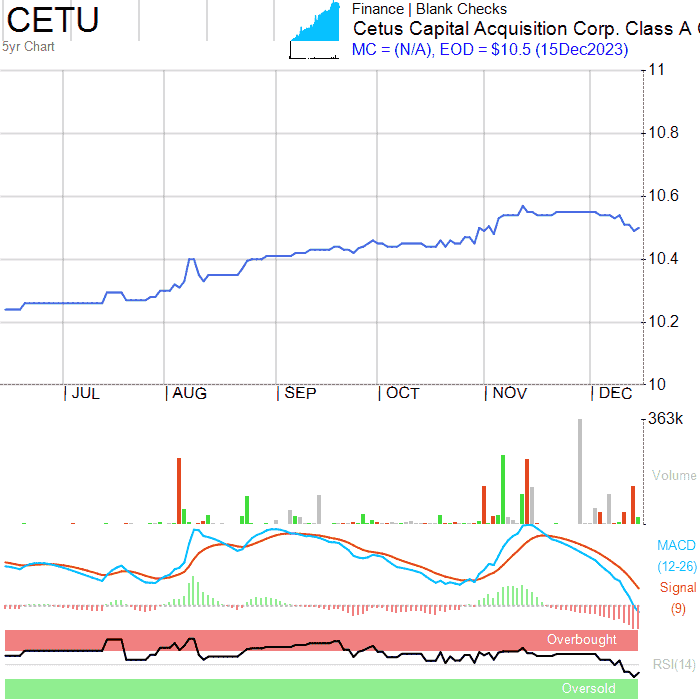 CETU
5yr Chart
Finance | Blank Checks
Cetus Capital Acquisition Corp. Class A
MC = (N/A), EOD = $10.5 (15Dec2023)
11
10.8
10.6
10.4
10.2
10
| JUL | AUG | SEP | OCT | NOV | DEC
363k
Volume
MACD
(12-26)
Signal
(9)
Overbought
RSI(14)
Oversold